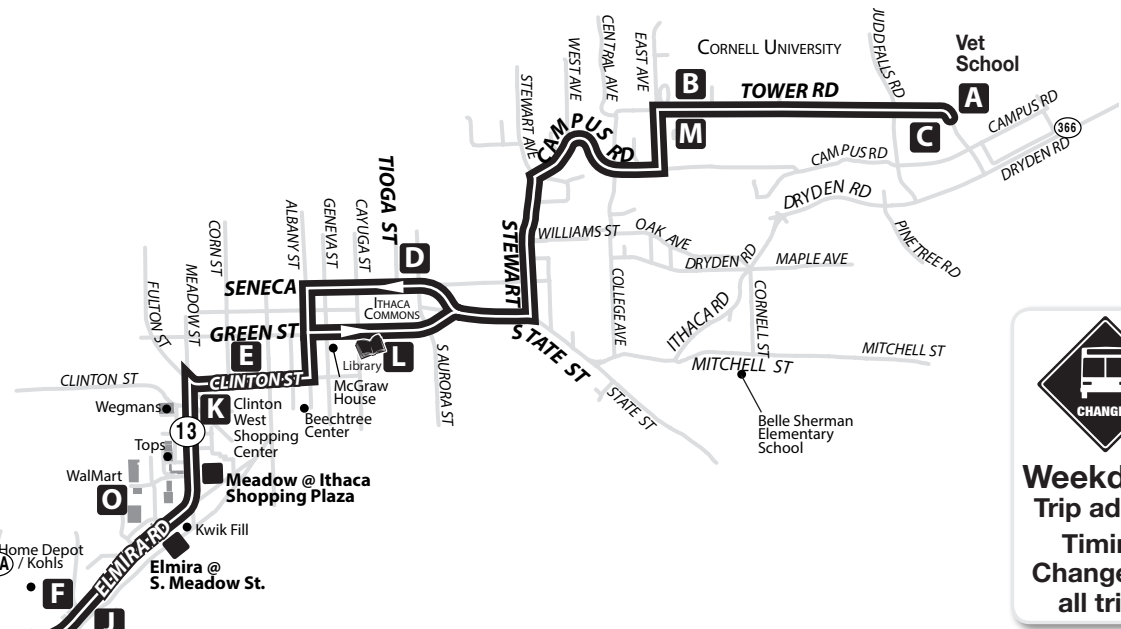 JUDD FALLS RD
CENTRAL AVE
EAST AVE
WEST AVE
CORNELL UNIVERSITY
Vet
School
STEWART AVE
B
TOWER RD
A
M
C
CAMPUS RD
366
CAMPUS RD
CAMPUS RD
DRYDEN RD
TIOGA ST
DRYDEN RD
ALBANY ST
GENEVA ST
CAYUGA ST
CORN ST
STEWART
WILLIAMS ST
OAK AVE
PINETREE RD
D
DRYDEN RD
MAPLE AVE
MEADOW ST
FULTON ST
SENECA
ITHACA
COMMONS
COLLEGE AVE
CORNELL ST
ITHACA RD
GREEN ST
STATE ST
E
Library
L
S AURORA ST
MITCHELL ST
MITCHELL ST
CLINTON ST
CLINTON ST
McGraw
House
STATE ST
Wegmans
K
Clinton
West
Shopping
Center
Beechtree
Center
Belle Sherman
Elementary
School
13
Tops
WalMart
O
Meadow @ Ithaca
Shopping Plaza
Kwik Fill
ELMIRA RD
Elmira @
S. Meadow St.
Home Depot
/ Kohls
A
F
J
CHANG
Weekd
Trip ad
Timi
Change
all tri